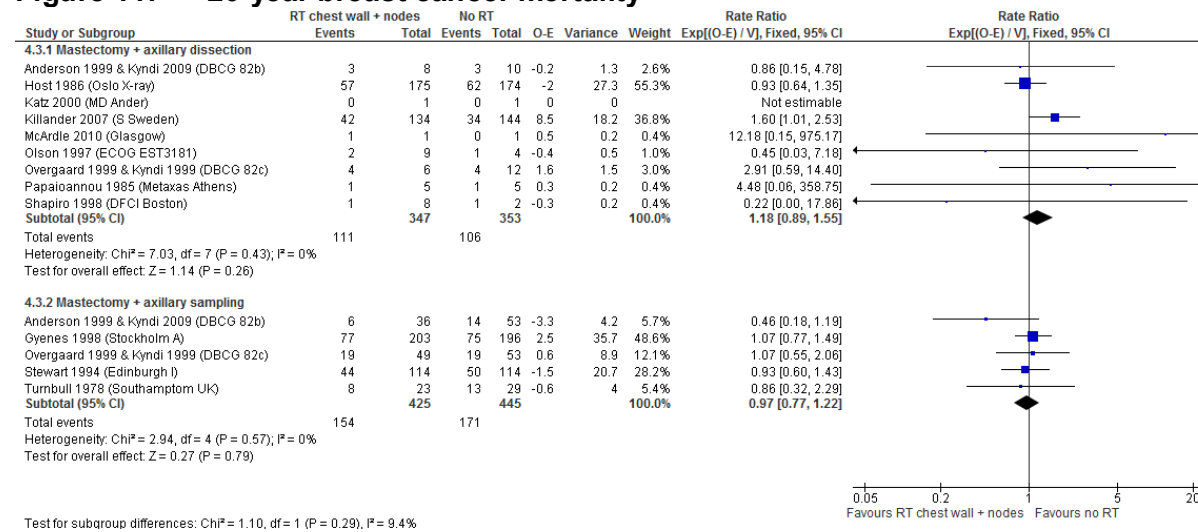 RT chest wall + nodes No RT Rate Ratio Rate Ratio
Study or Subgroup Events Total Events Total O-E Variance Weight Exp[(O-E) / V], Fixed, 95% CI Exp[(O-E) / V], Fixed, 95% CI
4.3.1 Mastectomy + axillary dissection
Anderson 1999 & Kyndi 2009 (DBCG 82b) 3 8 3 10 -0.2 1.3 2.6% 0.86 [0.15, 4.78]
Host 1986 (Oslo X-ray) 57 175 62 174 -2 27.3 55.3% 0.93 [0.64, 1.35]
Katz 2000 (MD Ander) 0 1 0 1 0 0 Not estimable
Killander 2007 (S Sweden) 42 134 34 144 8.5 18.2 36.8% 1.60 [1.01, 2.53]
McArdle 2010 (Glasgow) 1 1 0 1 0.5 0.2 0.4% 12.18 [0.15, 975.17]
Olson 1997 (ECOG EST3181) 2 9 1 4 -0.4 0.5 1.0% 0.45 [0.03, 7.18]
Overgaard 1999 & Kyndi 1999 (DBCG 82c) 4 6 4 12 1.6 1.5 3.0% 2.91 [0.59, 14.40]
Papaioannou 1985 (Metaxas Athens) 1 5 1 5 0.3 0.2 0.4% 4.48 [0.06, 358.75]
Shapiro 1998 (DFCI Boston) 1 8 1 2 -0.3 0.2 0.4% 0.22 [0.00, 17.86]
Subtotal (95% CI) 347 353 100.0% 1.18 [0.89, 1.55]
Total events 111 106
Heterogeneity: Chi² = 7.03, df = 7 (P = 0.43); I² = 0%
Test for overall effect: Z = 1.14 (P = 0.26)
4.3.2 Mastectomy + axillary sampling
Anderson 1999 & Kyndi 2009 (DBCG 82b) 6 36 14 53 -3.3 4.2 5.7% 0.46 [0.18, 1.19]
Gyenes 1998 (Stockholm A) 77 203 75 196 2.5 35.7 48.6% 1.07 [0.77, 1.49]
Overgaard 1999 & Kyndi 1999 (DBCG 82c) 19 49 19 53 0.6 8.9 12.1% 1.07 [0.55, 2.06]
Stewart 1994 (Edinburgh I) 44 114 50 114 -1.5 20.7 28.2% 0.93 [0.60, 1.43]
Turnbull 1978 (Southamptom UK) 8 23 13 29 -0.6 4 5.4% 0.86 [0.32, 2.29]
Subtotal (95% CI) 425 445 100.0% 0.97 [0.77, 1.22]
Total events 154 171
Heterogeneity: Chi² = 2.94, df = 4 (P = 0.57); I² = 0%
Test for overall effect: Z = 0.27 (P = 0.79)
0.05 0.2 1 5 20
Favours RT chest wall + nodes Favours no RT
Test for subgroup differences: Chi² = 1.10, df = 1 (P = 0.29), I² = 9.4%